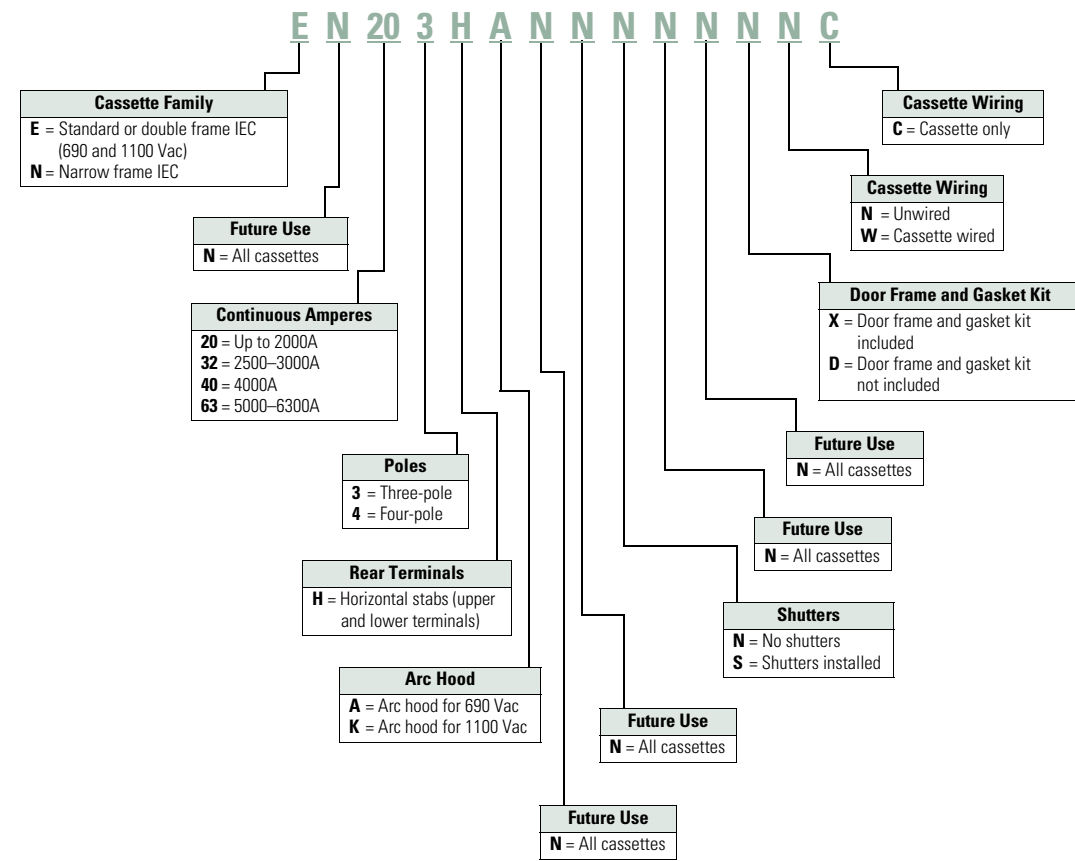 E N 20 3 H A N N N N N N N C
Cassette Family
E = Standard or double frame IEC
(690 and 1100 Vac)
N = Narrow frame IEC
Future Use
N = All cassettes
Continuous Amperes
20 = Up to 2000A
32 = 2500–3000A
40 = 4000A
63 = 5000–6300A
Poles
3 = Three-pole
4 = Four-pole
Rear Terminals
H = Horizontal stabs (upper
and lower terminals)
Arc Hood
A = Arc hood for 690 Vac
K = Arc hood for 1100 Vac
Future Use
N = All cassettes
Future Use
N = All cassettes
Shutters
N = No shutters
S = Shutters installed
Future Use
N = All cassettes
Future Use
N = All cassettes
Door Frame and Gasket Kit
X = Door frame and gasket kit
included
D = Door frame and gasket kit
not included
Cassette Wiring
N = Unwired
W = Cassette wired
Cassette Wiring
C = Cassette only